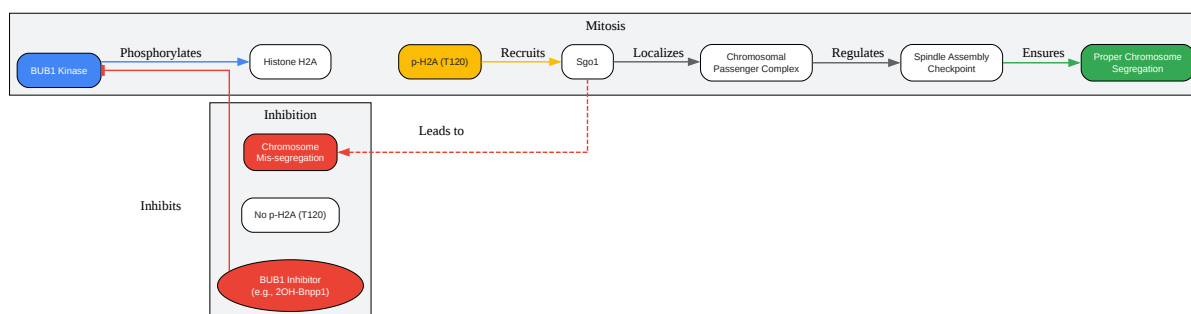 Mitosis
Phosphorylates
Recruits
Localizes
Regulates
Ensures
BUB1 Kinase
Histone H2A
p-H2A (T120)
Sgo1
Chromosomal
Passenger Complex
Spindle Assembly
Checkpoint
Proper Chromosome
Segregation
Inhibition
Leads to
Chromosome
Mis-segregation
Inhibits
No p-H2A (T120)
BUB1 Inhibitor
(e.g., 2OH-Bnpp1)